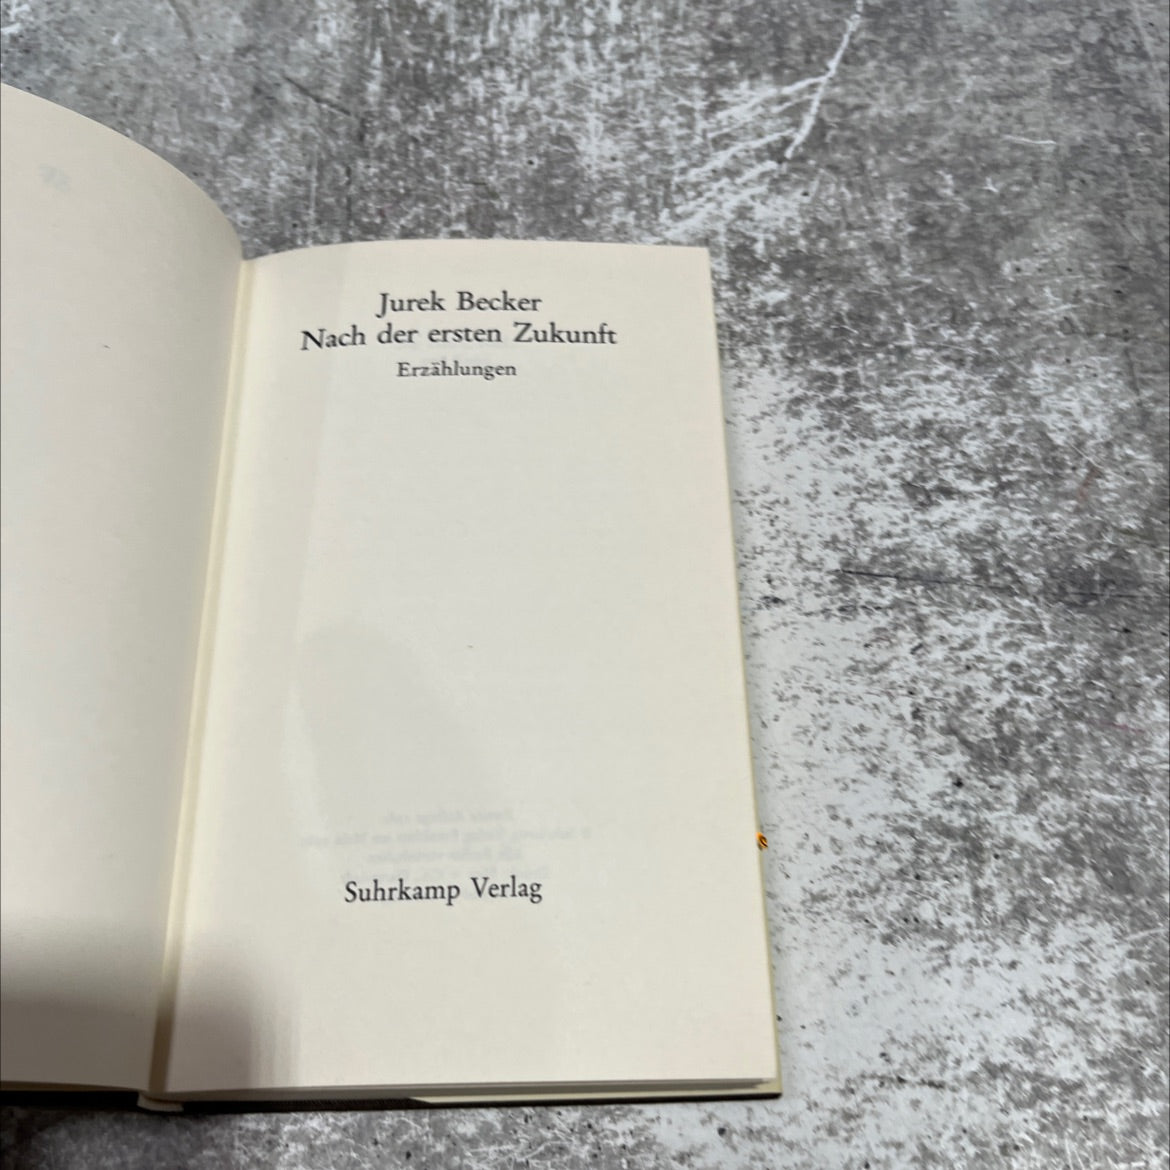 Jurek Becker
Nach der ersten Zukunft
Erzählungen
Suhrkamp Verlag